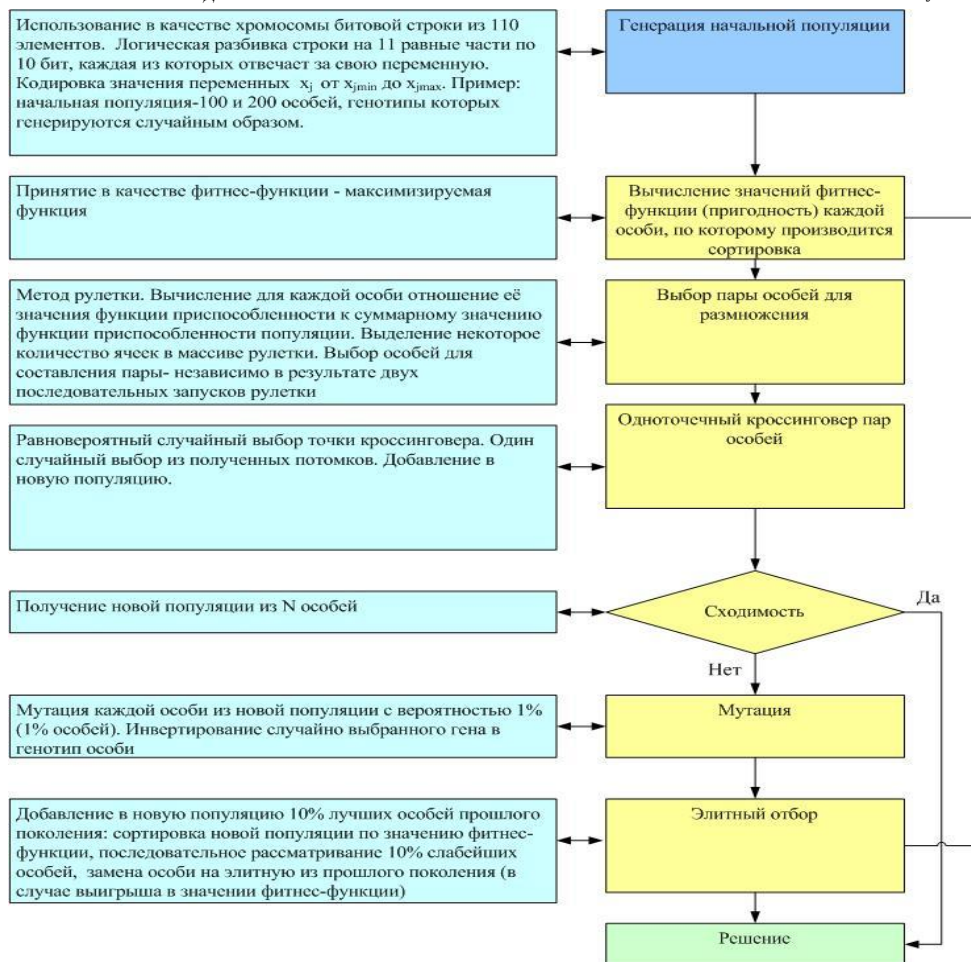 Использование в качестве хромосомы битовой строки из 110
элементов. Логическая разбивка строки на 11 равные части по
10 бит, каждая из которых отвечает за свою переменную.
Кодировка значения переменных xj от xjmin до xjmax. Пример:
начальная популяция-100 и 200 особей, генотипы которых
генерируются случайным образом.
Генерация начальной популяции
Принятие в качестве фитнес-функции - максимизируемая
функция
Вычисление значений фитнес-
функции (пригодность) каждой
особи, по которому производится
сортировка
Метод рулетки. Вычисление для каждой особи отношение её
значения функции приспособленности к суммарному значению
функции приспособленности популяции. Выделение некоторое
количество ячеек в массиве рулетки. Выбор особей для
составления пары- независимо в результате двух
последовательных запусков рулетки
Выбор пары особей для
размножения
Равновероятный случайный выбор точки кроссинговера. Один
случайный выбор из полученных потомков. Добавление в
новую популяцию.
Одноточечный кроссинговер пар
особей
Получение новой популяции из N особей
Сходимость
Да
Нет
Мутация каждой особи из новой популяции с вероятностью 1%
(1% особей). Инвертирование случайно выбранного гена в
генотип особи
Мутация
Добавление в новую популяцию 10% лучших особей прошлого
поколения: сортировка новой популяции по значению фитнес-
функции, последовательное рассматривание 10% слабейших
особей, замена особи на элитную из прошлого поколения (в
случае выигрыша в значении фитнес-функции)
Элитный отбор
Решение